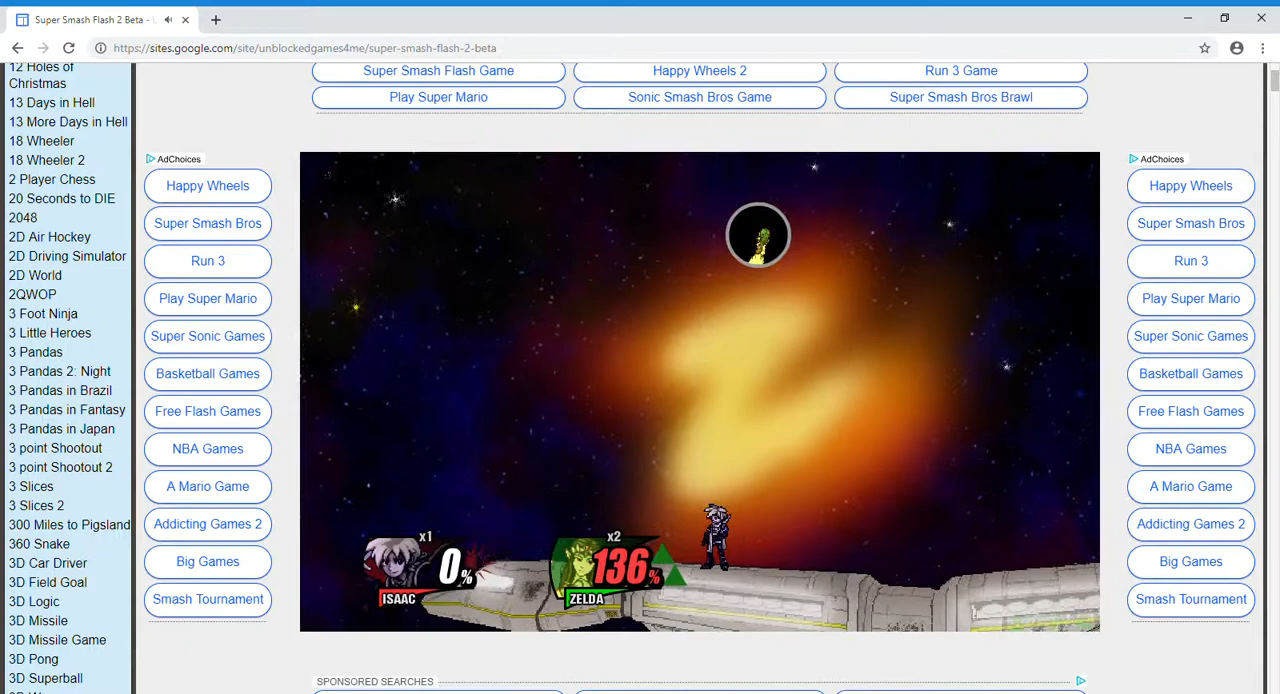 Super Smash Flash 2 Beta -
https://sites.google.com/site/unblockedgames4me/super-smash-flash-2-beta
12 Holes of
Christmas
13 Days in Hell
13 More Days in Hell
18 Wheeler
18 Wheeler 2
2 Player Chess
20 Seconds to DIE
2048
2D Air Hockey
2D Driving Simulator
2D World
2QWOP
3 Foot Ninja
3 Little Heroes
3 Pandas
3 Pandas 2: Night
3 Pandas in Brazil
3 Pandas in Fantasy
3 Pandas in Japan
3 point Shootout
3 point Shootout 2
3 Slices
3 Slices 2
300 Miles to Pigsland
360 Snake
3D Car Driver
3D Field Goal
3D Logic
3D Missile
3D Missile Game
3D Pong
3D Superball
Super Smash Flash Game
Happy Wheels 2
Run 3 Game
Play Super Mario
Sonic Smash Bros Game
Super Smash Bros Brawl
AdChoices
Happy Wheels
Super Smash Bros
Run 3
Play Super Mario
Super Sonic Games
Basketball Games
Free Flash Games
NBA Games
A Mario Game
Addicting Games 2
Big Games
Smash Tournament
x1
0%
ISAAC
x2
136%
ZELDA
AdChoices
Happy Wheels
Super Smash Bros
Run 3
Play Super Mario
Super Sonic Games
Basketball Games
Free Flash Games
NBA Games
A Mario Game
Addicting Games 2
Big Games
Smash Tournament
SPONSORED SEARCHES